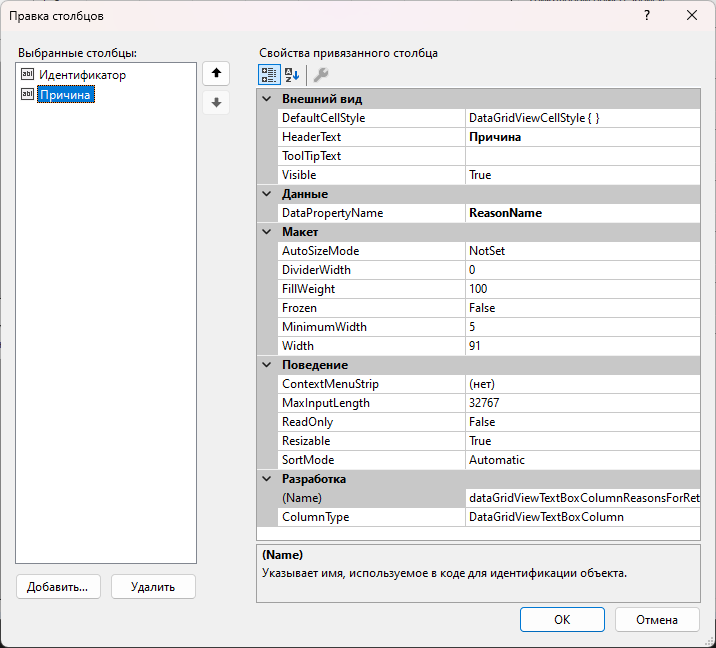 Правка столбцов
?
Выбранные столбцы:
abl Идентификатор
abl Причина
Свойства привязанного столбца
Внешний вид
DefaultCellStyle DataGridViewCellStyle { }
HeaderText Причина
ToolTipText
Visible True
Данные
DataPropertyName ReasonName
Макет
AutoSizeMode NotSet
DividerWidth 0
FillWeight 100
Frozen False
MinimumWidth 5
Width 91
Поведение
ContextMenuStrip (нет)
MaxInputLength 32767
ReadOnly False
Resizable True
SortMode Automatic
Разработка
(Name) dataGridViewTextBoxColumnReasonsForRet
ColumnType DataGridViewTextBoxColumn
(Name)
Указывает имя, используемое в коде для идентификации объекта.
Добавить... Удалить
OK Отмена